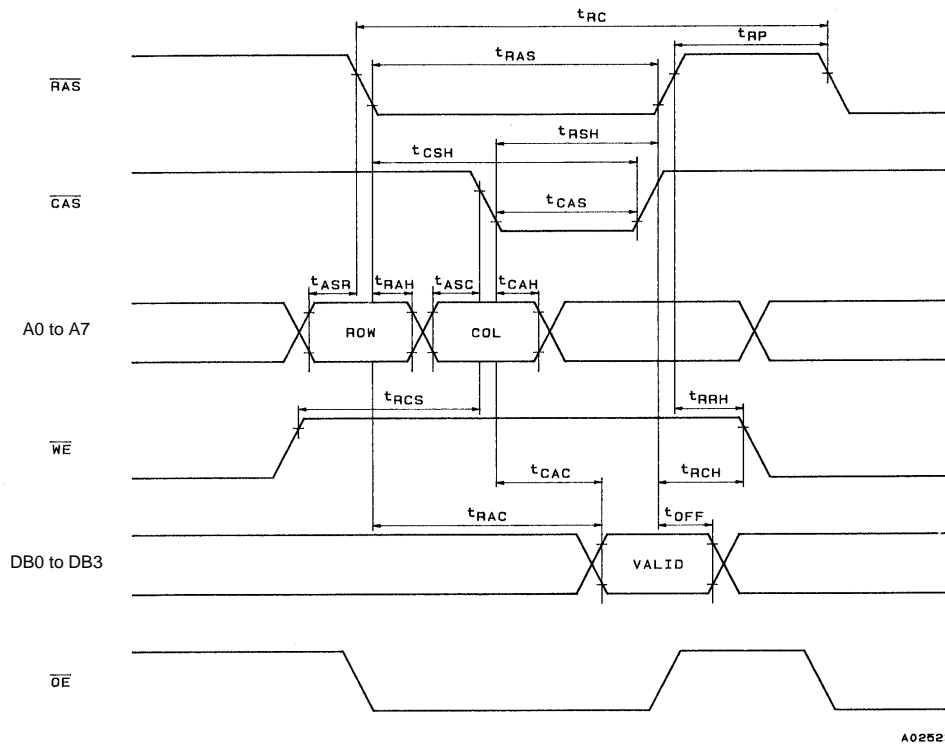 tRC
tRP
tRAS
RAS
tRSH
tCSH
CAS
tCAS
tASR tRAH tASC tCAH
A0 to A7 ROW COL
tRCS tRRH
WE
tCAC tRCH
tRAC tOFF
DB0 to DB3 VALID
OE
A0252